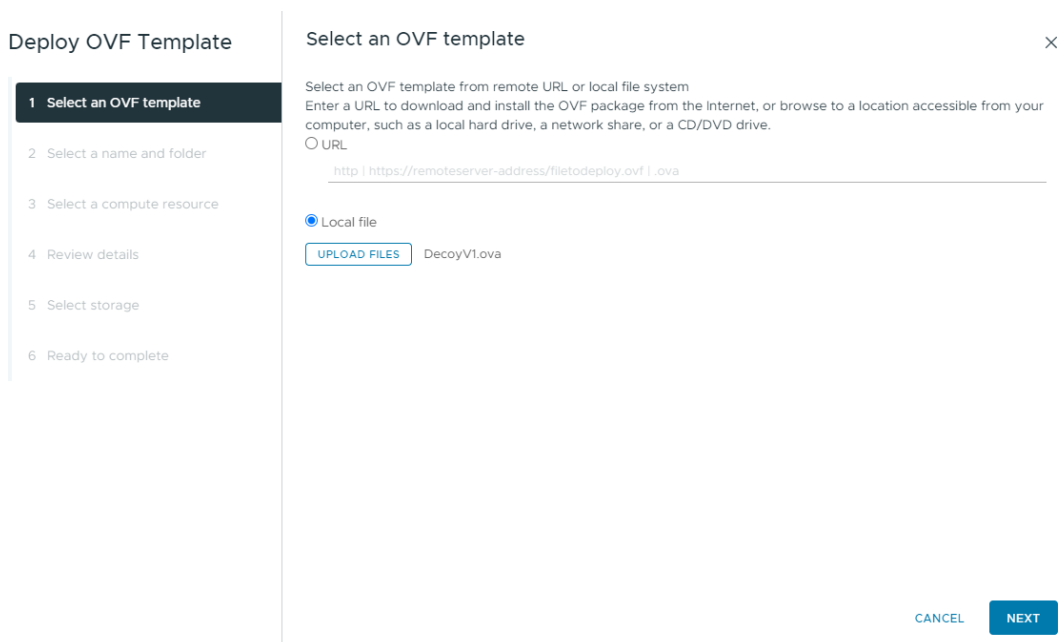 Deploy OVF Template
1 Select an OVF template
2 Select a name and folder
3 Select a compute resource
4 Review details
5 Select storage
6 Ready to complete
Select an OVF template
Select an OVF template from remote URL or local file system
Enter a URL to download and install the OVF package from the Internet, or browse to a location accessible from your
computer, such as a local hard drive, a network share, or a CD/DVD drive.
URL
http | https://remoteserver-address/filetodeploy.ovf | .ova
Local file
UPLOAD FILES DecoyV1.ova
CANCEL NEXT